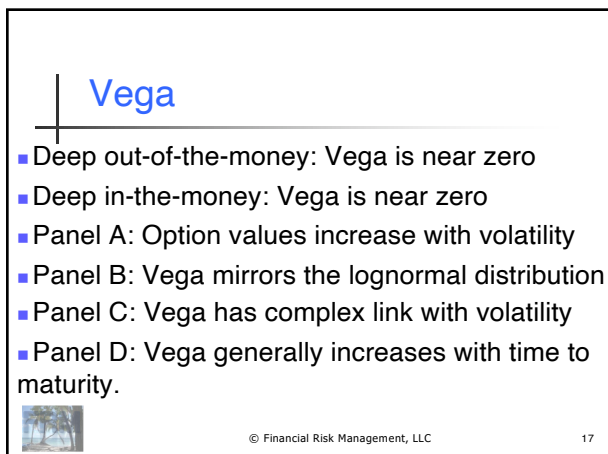 Vega
▪Deep out-of-the-money: Vega is near zero
▪Deep in-the-money: Vega is near zero
▪Panel A: Option values increase with volatility
▪Panel B: Vega mirrors the lognormal distribution
▪Panel C: Vega has complex link with volatility
▪Panel D: Vega generally increases with time to
maturity.
© Financial Risk Management, LLC
17